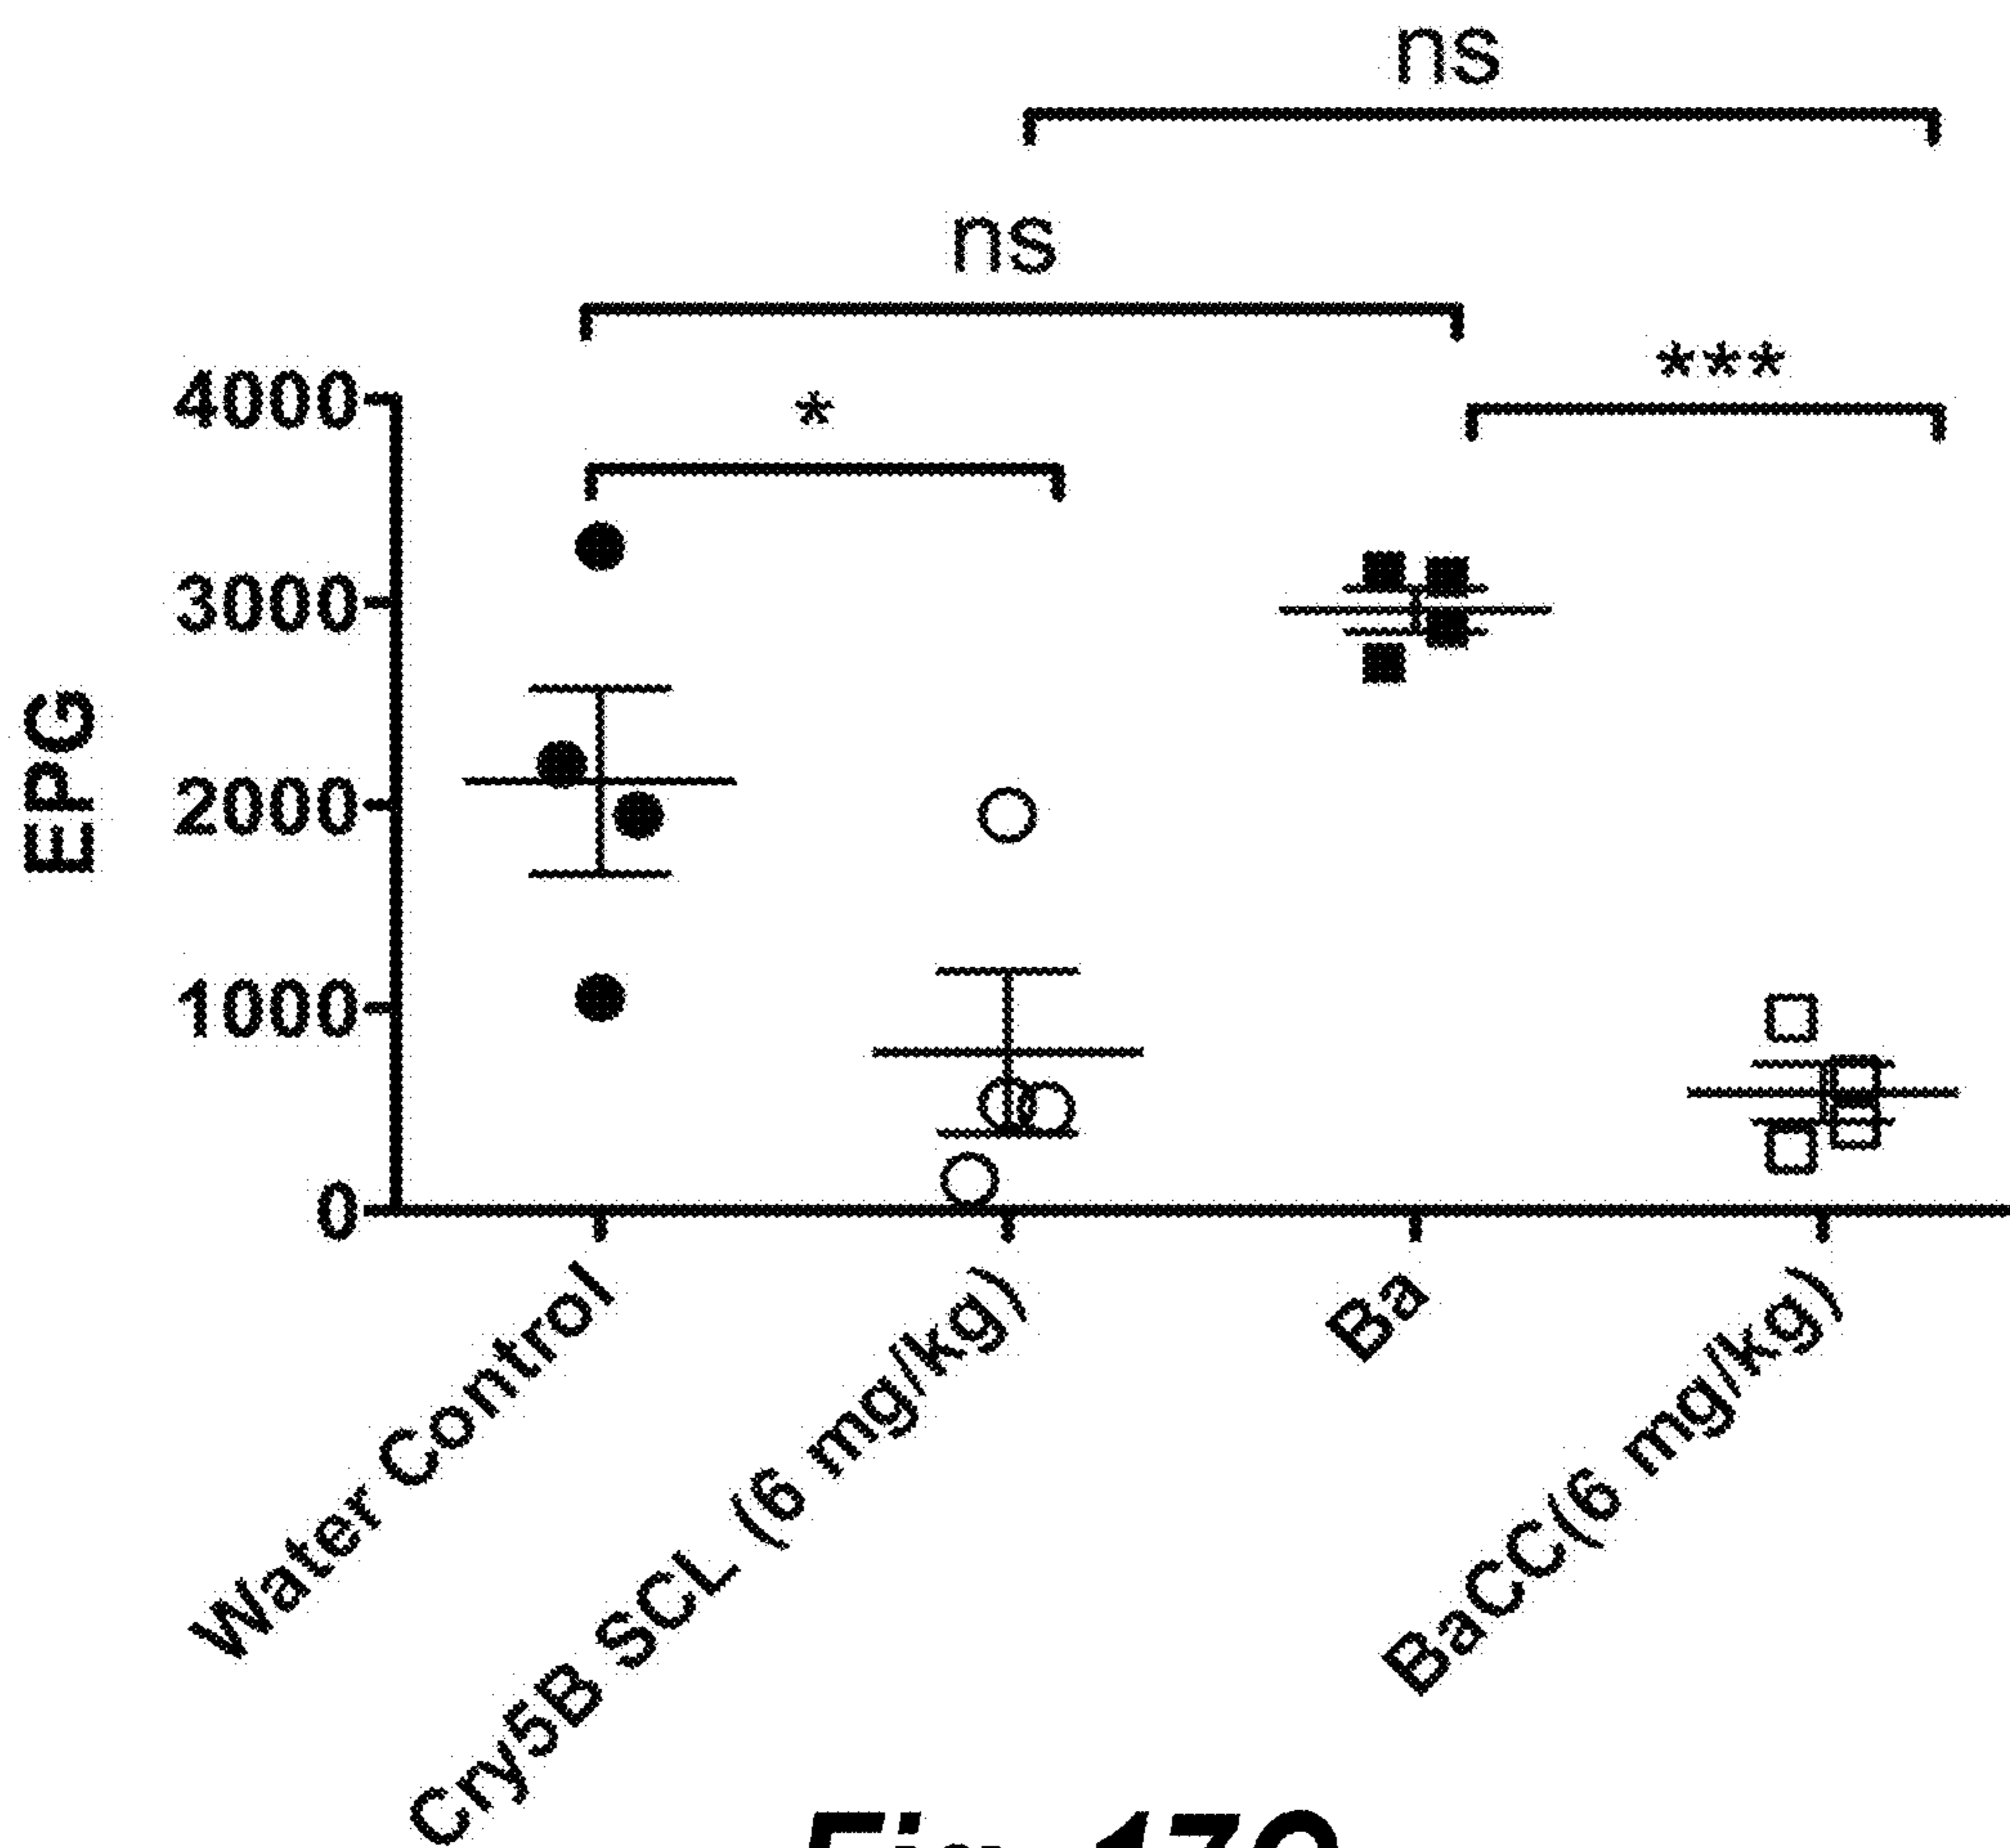 ns
ns
***
*
4000
3000
2000
1000
0
EPG
Water Control
Cry5B SCL (6 mg/kg)
Ba
BaCC(6 mg/kg)